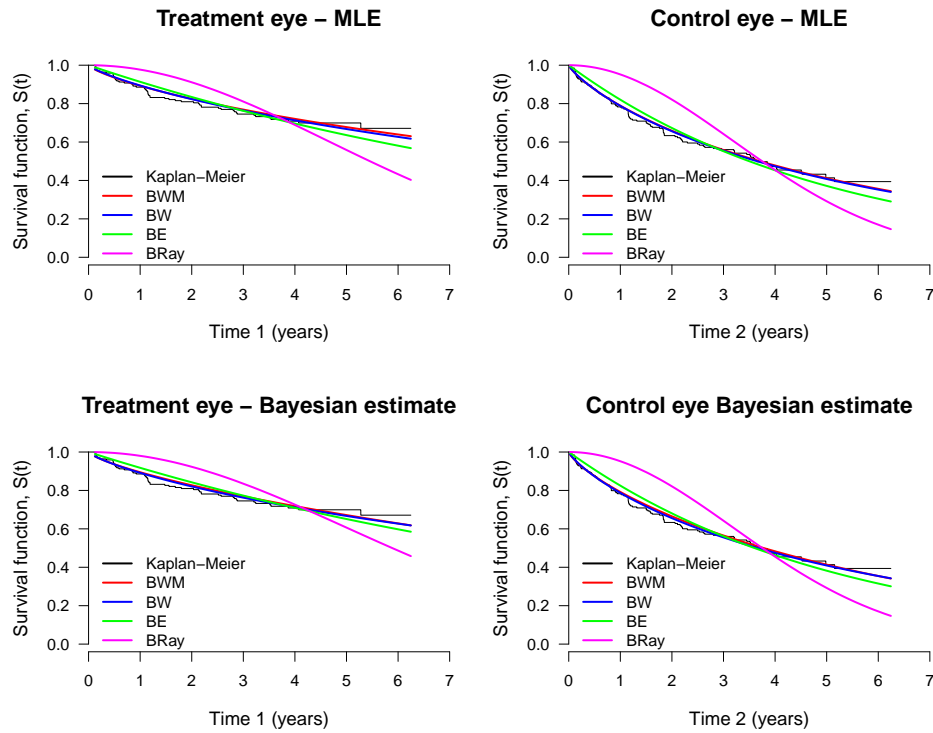 Treatment eye – MLE
Survival function, S(t)
1.0
0.8
0.6
0.4
0.2
0.0
Kaplan−Meier
BWM
BW
BE
BRay
0 1 2 3 4 5 6 7
Time 1 (years)
Control eye – MLE
Survival function, S(t)
1.0
0.8
0.6
0.4
0.2
0.0
Kaplan−Meier
BWM
BW
BE
BRay
0 1 2 3 4 5 6 7
Time 2 (years)
Treatment eye – Bayesian estimate
Survival function, S(t)
1.0
0.8
0.6
0.4
0.2
0.0
Kaplan−Meier
BWM
BW
BE
BRay
0 1 2 3 4 5 6 7
Time 1 (years)
Control eye Bayesian estimate
Survival function, S(t)
1.0
0.8
0.6
0.4
0.2
0.0
Kaplan−Meier
BWM
BW
BE
BRay
0 1 2 3 4 5 6 7
Time 2 (years)